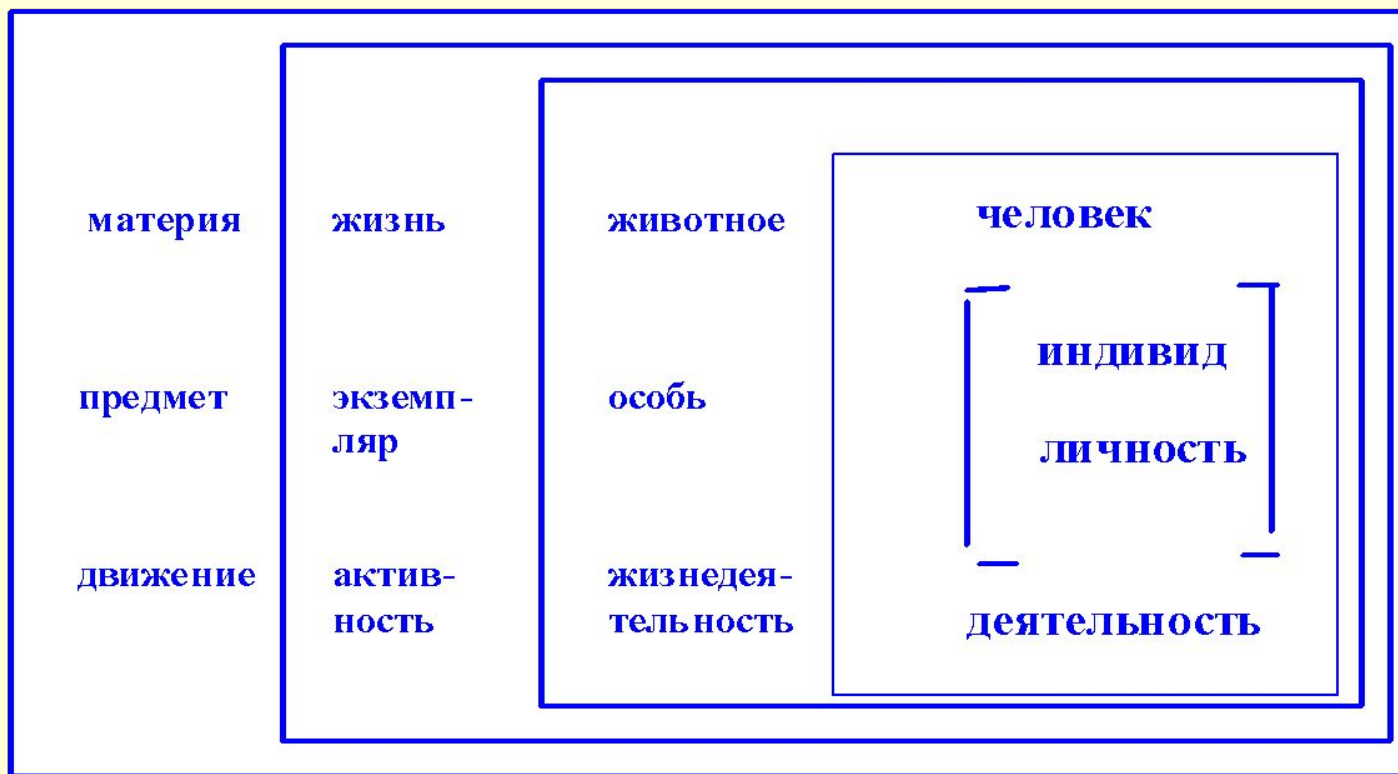 материя
жизнь
животное
человек
индивид
предмет
экземп-
ляр
особь
личность
движение
актив-
ность
жизнедея-
тельность
деятельность